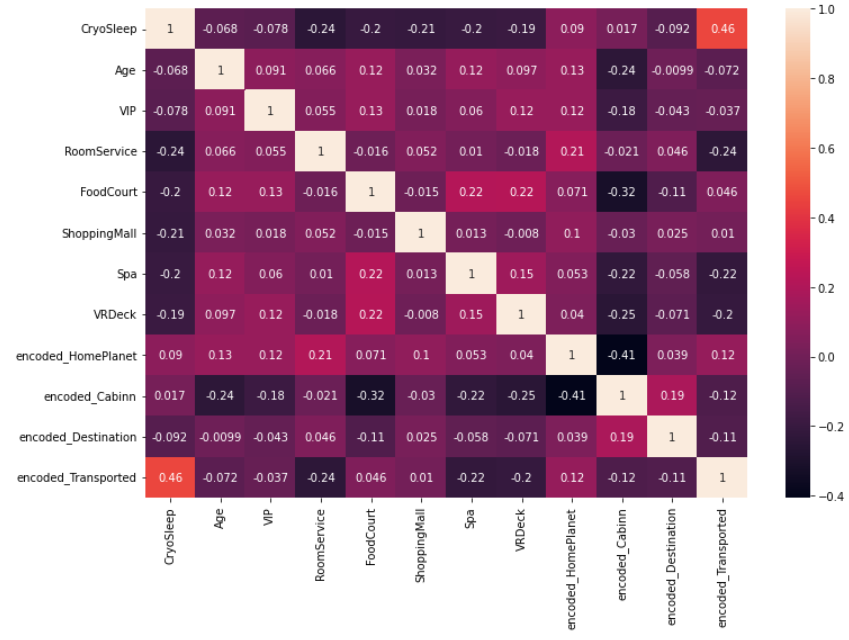 CryoSleep 1 -0.068 -0.078 -0.24 -0.2 -0.21 -0.2 -0.19 0.09 0.017 -0.092 0.46
Age -0.068 1 0.091 0.066 0.12 0.032 0.12 0.097 0.13 -0.24 -0.0099 -0.072
VIP -0.078 0.091 1 0.055 0.13 0.018 0.06 0.12 0.12 -0.18 -0.043 -0.037
RoomService -0.24 0.066 0.055 1 -0.016 0.052 0.01 -0.018 0.21 -0.021 0.046 -0.24
FoodCourt -0.2 0.12 0.13 -0.016 1 -0.015 0.22 0.22 0.071 -0.32 -0.11 0.046
ShoppingMall -0.21 0.032 0.018 0.052 -0.015 1 0.013 -0.008 0.1 -0.03 0.025 0.01
Spa -0.2 0.12 0.06 0.01 0.22 0.013 1 0.15 0.053 -0.22 -0.058 -0.22
VRDeck -0.19 0.097 0.12 -0.018 0.22 -0.008 0.15 1 0.04 -0.25 -0.071 -0.2
encoded_HomePlanet 0.09 0.13 0.12 0.21 0.071 0.1 0.053 0.04 1 -0.41 0.039 0.12
encoded_Cabinn 0.017 -0.24 -0.18 -0.021 -0.32 -0.03 -0.22 -0.25 -0.41 1 0.19 -0.12
encoded_Destination -0.092 -0.0099 -0.043 0.046 -0.11 0.025 -0.058 -0.071 0.039 0.19 1 -0.11
encoded_Transported 0.46 -0.072 -0.037 -0.24 0.046 0.01 -0.22 -0.2 0.12 -0.12 -0.11 1
CryoSleep
Age
VIP
RoomService
FoodCourt
ShoppingMall
Spa
VRDeck
encoded_HomePlanet
encoded_Cabinn
encoded_Destination
encoded_Transported
1.0
0.8
0.6
0.4
0.2
0.0
-0.2
-0.4